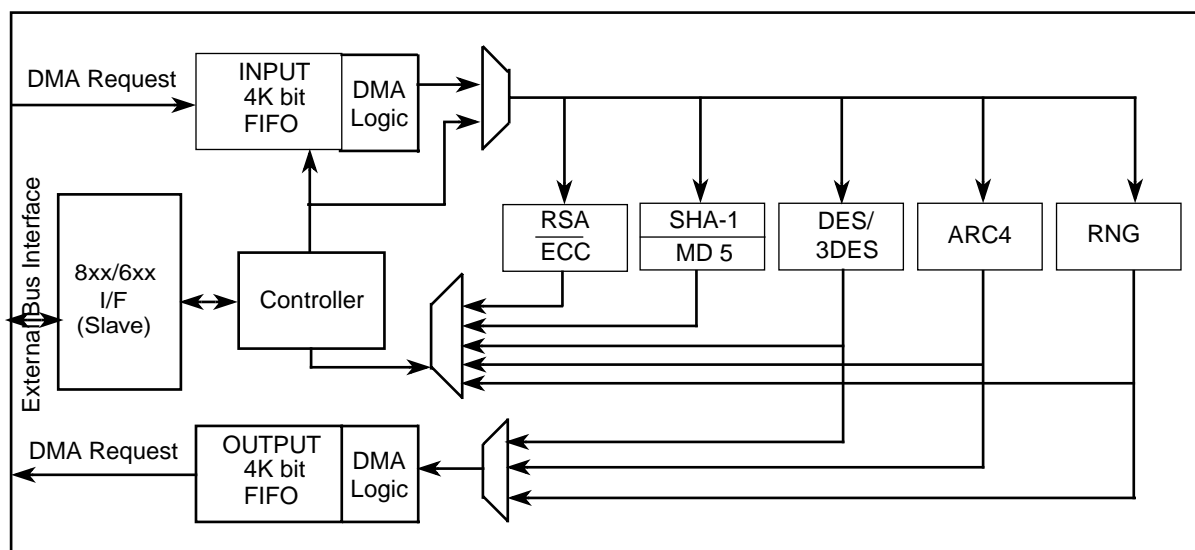 DMA Request
INPUT
4K bit
FIFO
DMA
Logic
External Bus Interface
8xx/6xx
I/F
(Slave)
Controller
RSA
ECC
SHA-1
MD 5
DES/
3DES
ARC4
RNG
DMA Request
OUTPUT
4K bit
FIFO
DMA
Logic